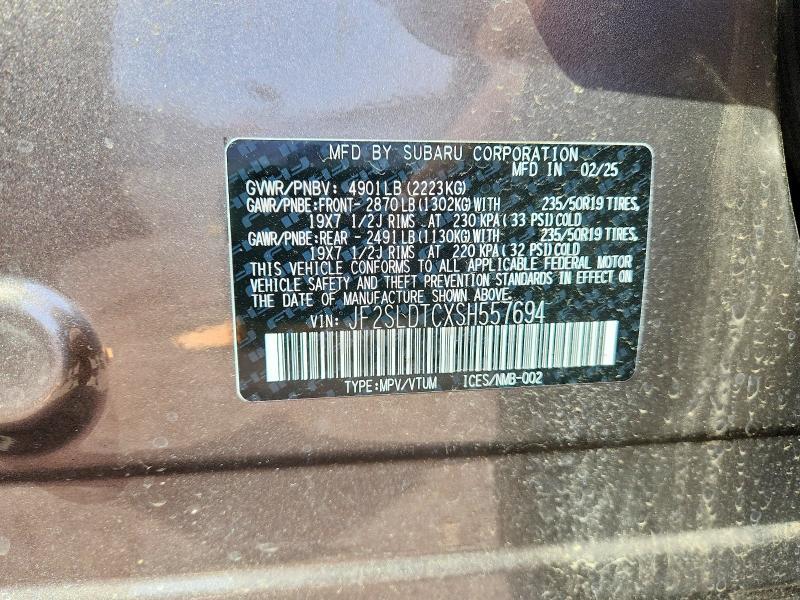 MFD BY SUBARU CORPORATION
MFD IN 02/25
GVWR/PNBV: 4901 LB (2223KG)
GAWR/PNBE:FRONT- 2870 LB (1302KG) WITH 235/50R19 TIRES,
19X7 1/2J RIMS AT 230 KPA (33 PSI) COLD
GAWR/PNBE:REAR - 2491 LB (1130KG) WITH 235/50R19 TIRES,
19X7 1/2J RIMS AT 220 KPA (32 PSI) COLD
THIS VEHICLE CONFORMS TO ALL APPLICABLE FEDERAL MOTOR
VEHICLE SAFETY AND THEFT PREVENTION STANDARDS IN EFFECT ON
THE DATE OF MANUFACTURE SHOWN ABOVE.
VIN: JF2SLDTCXSH557694
TYPE:MPV/VTUM ICES/NMB-002